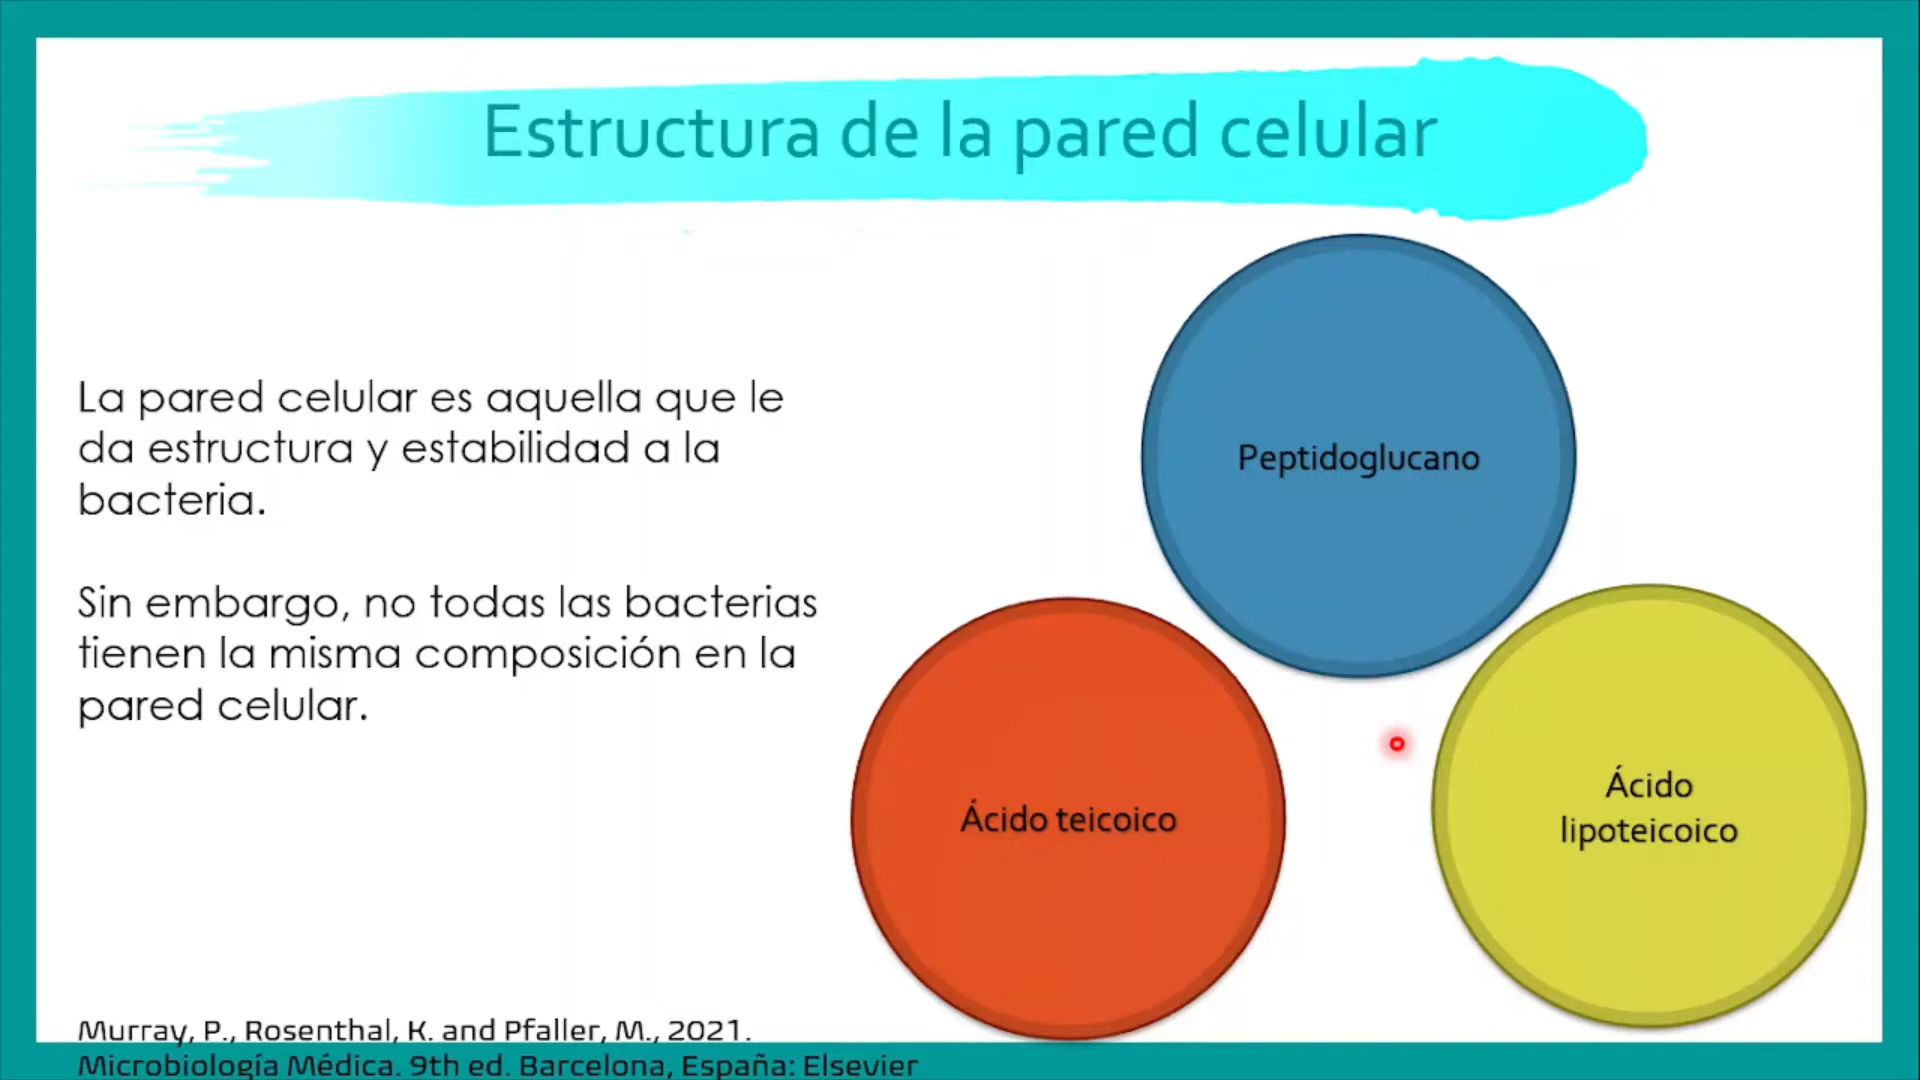 Estructura de la pared celular
La pared celular es aquella que le
da estructura y estabilidad a la
bacteria.
Sin embargo, no todas las bacterias
tienen la misma composición en la
pared celular.
Peptidoglucano
Ácido teicoico
Ácido
lipoteicoico
Murray, P., Rosenthal, K. and Pfaller, M., 2021.
Microbiología Médica. 9th ed. Barcelona, España: Elsevier